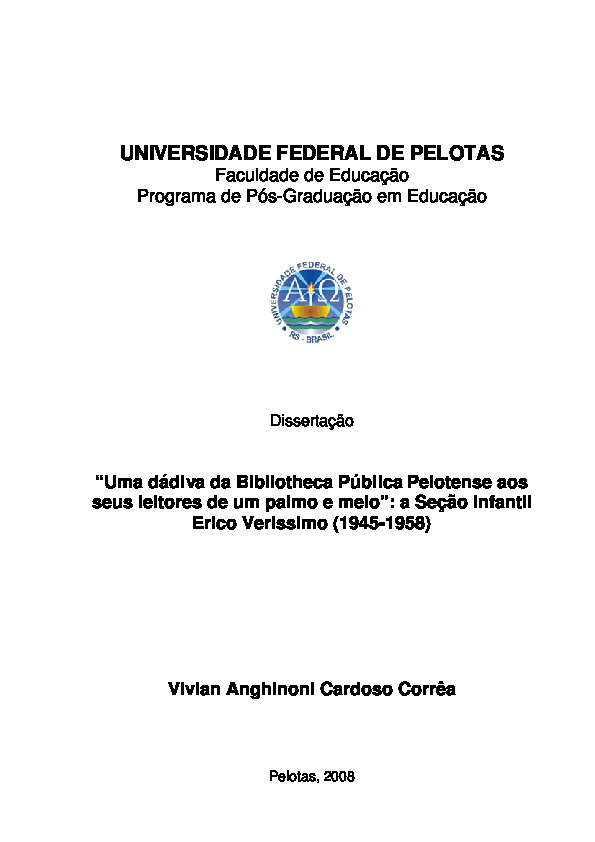 UNIVERSIDADE FEDERAL DE PELOTAS
Faculdade de Educação
Programa de Pós-Graduação em Educação
UNIVERSIDADE FEDERAL DE PELOTAS
ΑΩ
RS - BRASIL
Dissertação
“Uma dádiva da Bibliotheca Pública Pelotense aos
seus leitores de um palmo e meio”: a Seção Infantil
Erico Verissimo (1945-1958)
Vivian Anghinoni Cardoso Corrêa
Pelotas, 2008